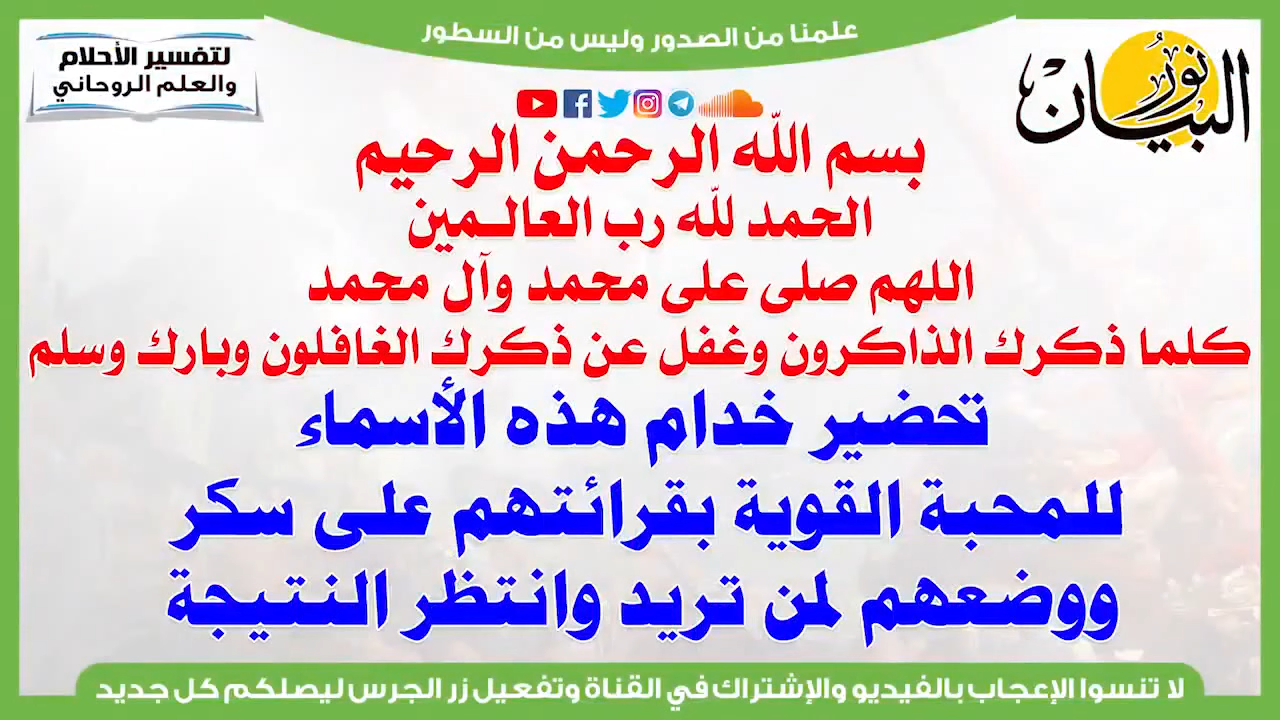 علمنا من الصدور وليس من السطور
لتفسير الأحلام
والعلم الروحاني
نور
البيان
بسم الله الرحمن الرحيم
الحمد لله رب العالـمين
اللهم صلى على محمد وآل محمد
كلما ذكرك الذاكرون وغفل عن ذكرك الغافلون وبارك وسلم
تحضير خدام هذه الأسماء
للمحبة القوية بقرائتهم على سكر
ووضعهم لمن تريد وانتظر النتيجة
لا تنسوا الإعجاب بالفيديو والإشتراك في القناة وتفعيل زر الجرس ليصلكم كل جديد